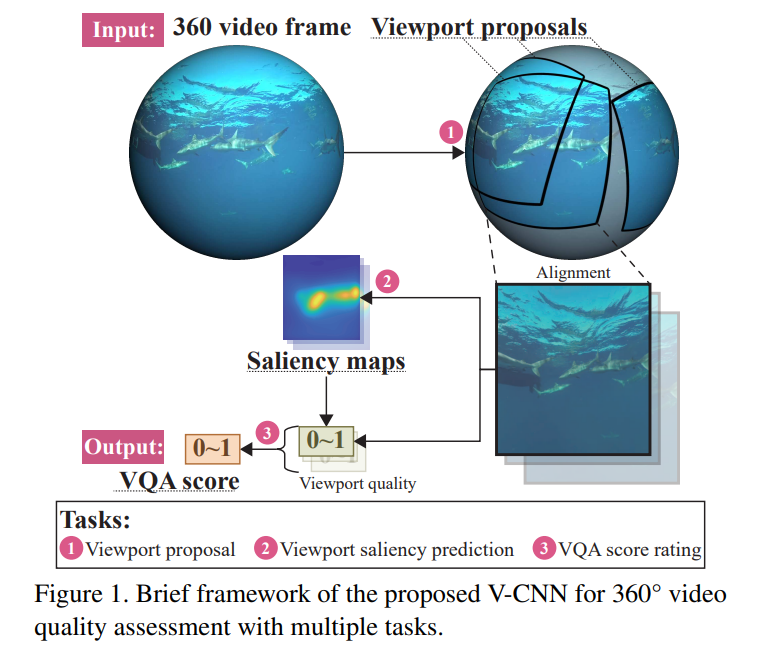 Input: 360 video frame Viewport proposals
1
Alignment
2
Saliency maps
3
Output: 0~1 0~1
0~1
VQA score Viewport quality
Tasks:
1 Viewport proposal 2 Viewport saliency prediction 3 VQA score rating
Figure 1. Brief framework of the proposed V-CNN for 360° video
quality assessment with multiple tasks.